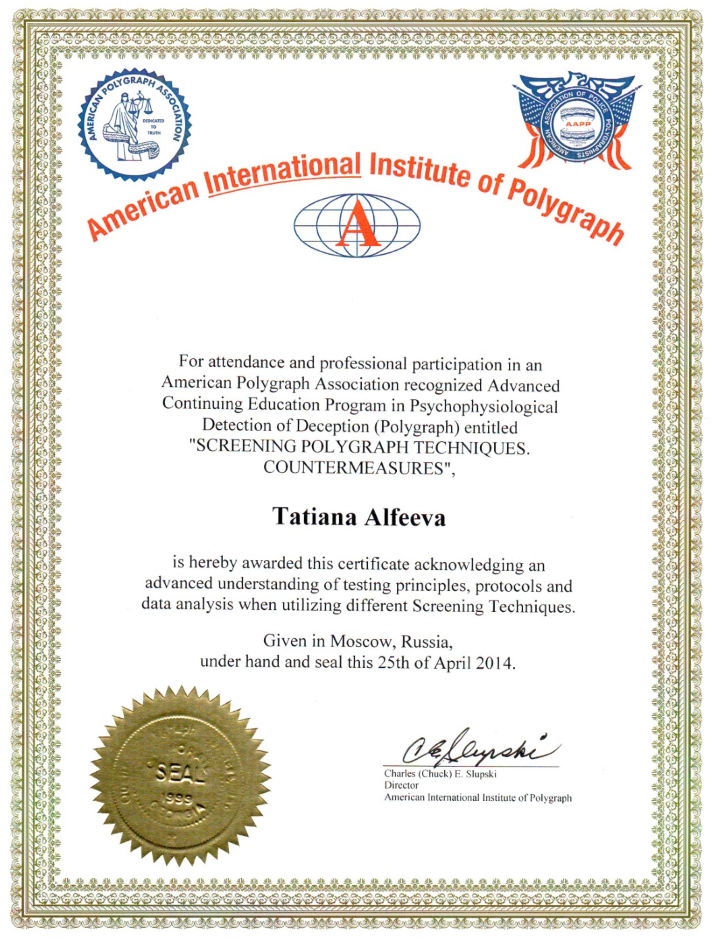 AMERICAN POLYGRAPH ASSOCIATION
DEDICATED
TO
TRUTH
AMERICAN ASSOCIATION OF POLICE POLYGRAPHISTS
AAPP
American International Institute of Polygraph
A
For attendance and professional participation in an
American Polygraph Association recognized Advanced
Continuing Education Program in Psychophysiological
Detection of Deception (Polygraph) entitled
"SCREENING POLYGRAPH TECHNIQUES.
COUNTERMEASURES",
Tatiana Alfeeva
is hereby awarded this certificate acknowledging an
advanced understanding of testing principles, protocols and
data analysis when utilizing different Screening Techniques.
Given in Moscow, Russia,
under hand and seal this 25th of April 2014.
SEAL
1999
Charles (Chuck) E. Slupski
Director
American International Institute of Polygraph